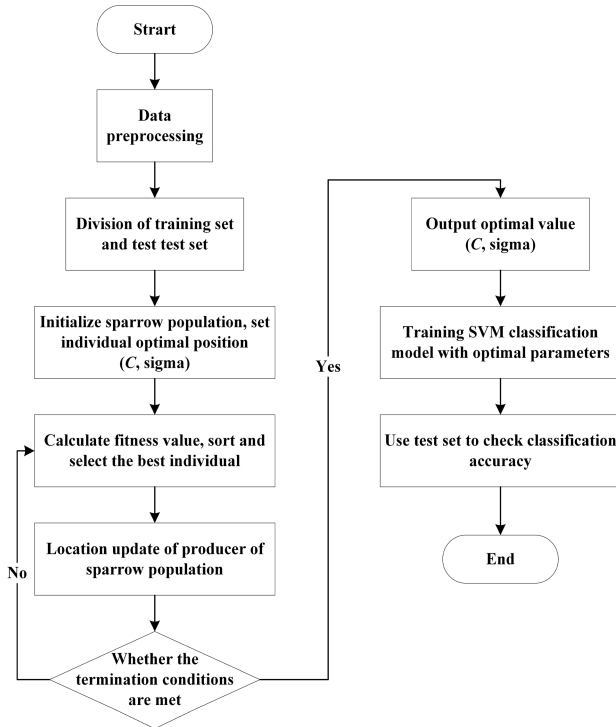 Strart
Data
preprocessing
Division of training set
and test test set
Initialize sparrow population, set
individual optimal position
(C, sigma)
Calculate fitness value, sort and
select the best individual
Location update of producer of
sparrow population
No
Whether the
termination conditions
are met
Yes
Output optimal value
(C, sigma)
Training SVM classification
model with optimal parameters
Use test set to check classification
accuracy
End